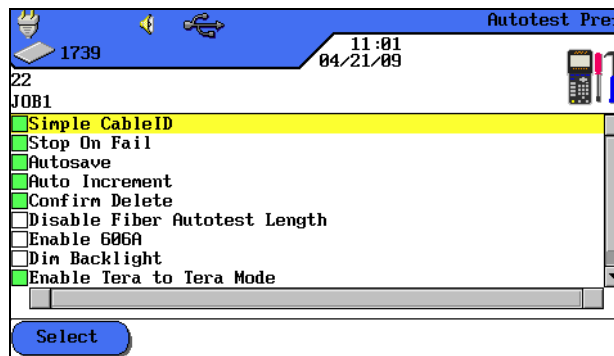 Autotest Pre
1739
11:01
04/21/09
22
JOB1
Simple CableID
Stop On Fail
Autosave
Auto Increment
Confirm Delete
Disable Fiber Autotest Length
Enable 606A
Dim Backlight
Enable Tera to Tera Mode
Select